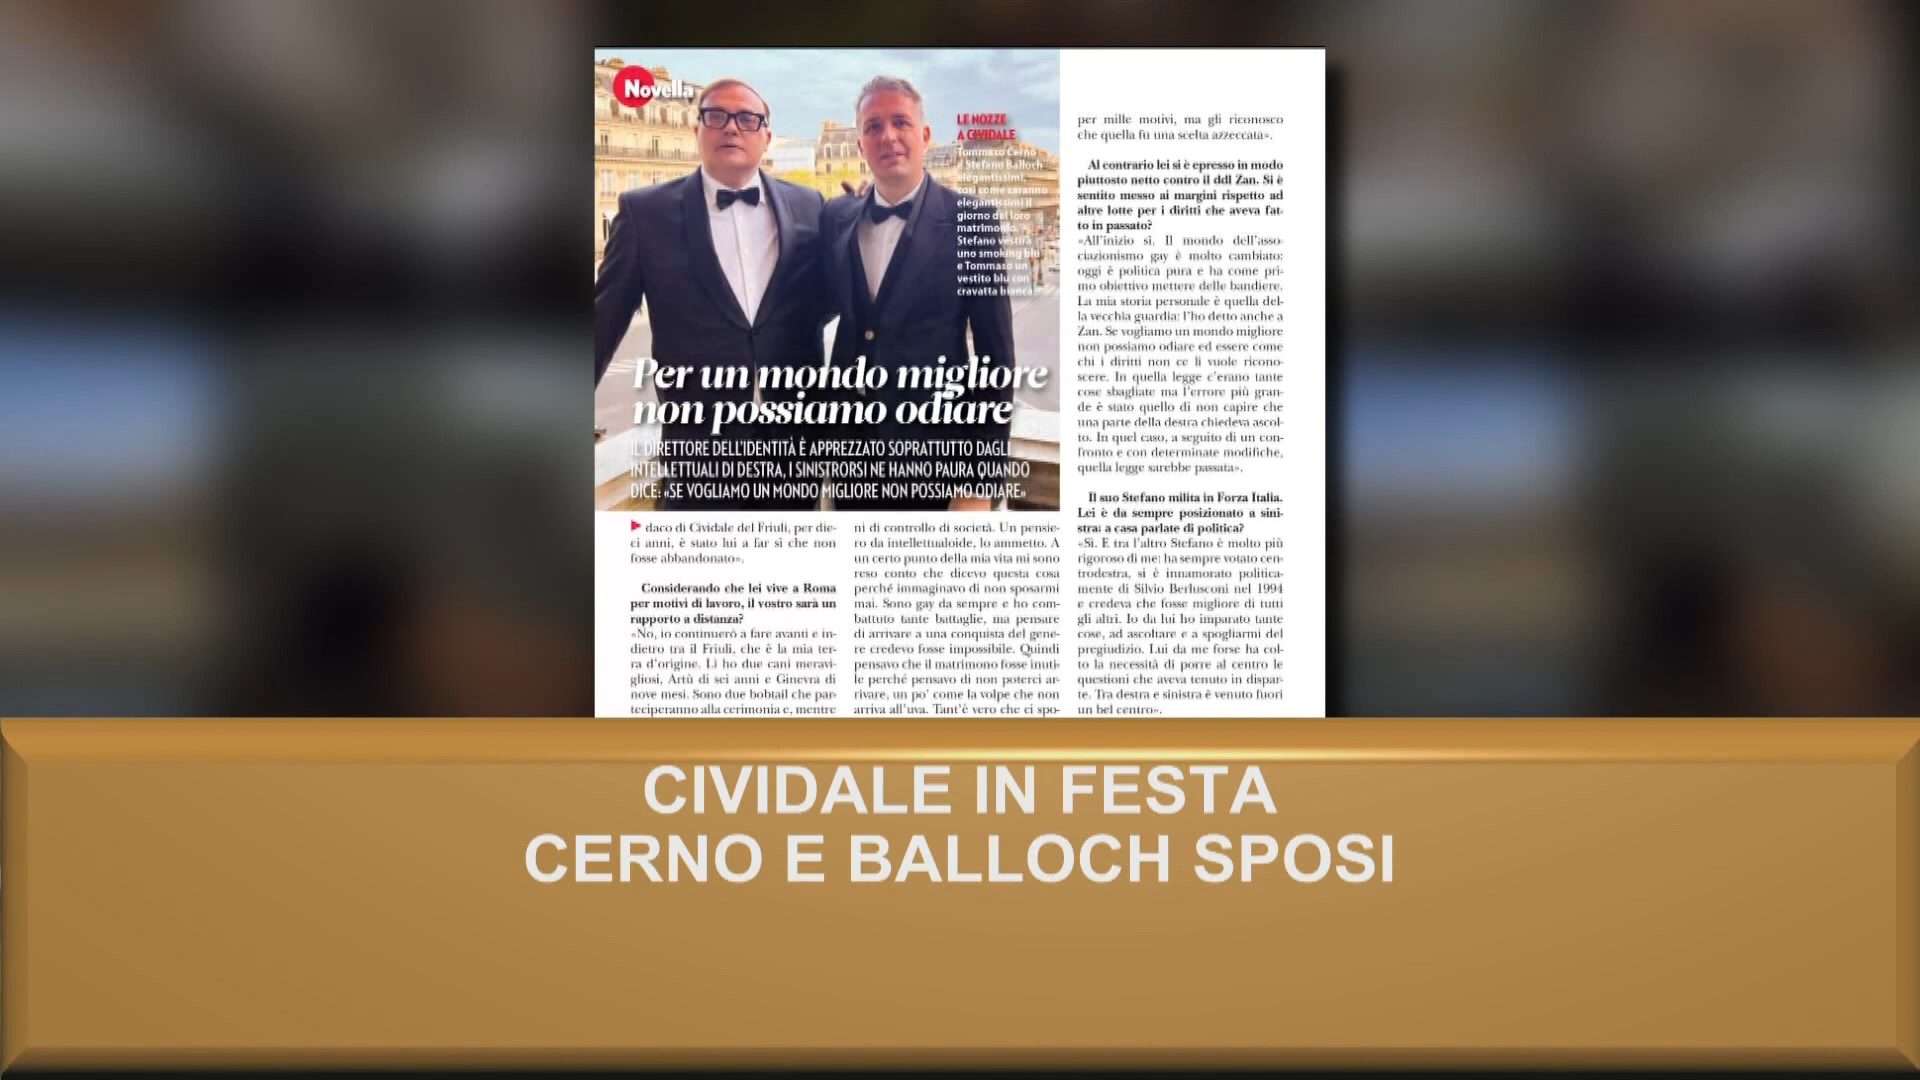 Novella
LE NOZZE
A CIVIDALE
Tommaso Cerno
e Stefano Balloch
elegantissimi,
così come saranno
elegantissimi il
giorno del loro
matrimonio.
Stefano vestirà
uno smoking blu
e Tommaso un
vestito blu con
cravatta bianca.
Per un mondo migliore
non possiamo odiare
IL DIRETTORE DELL'IDENTITÀ È APPREZZATO SOPRATTUTTO DAGLI
INTELLETTUALI DI DESTRA, I SINISTRORSI NE HANNO PAURA QUANDO
DICE: «SE VOGLIAMO UN MONDO MIGLIORE NON POSSIAMO ODIARE»
daco di Cividale del Friuli, per die-
ci anni, è stato lui a far sì che non
fosse abbandonato».
Considerando che lei vive a Roma
per motivi di lavoro, il vostro sarà un
rapporto a distanza?
«No, io continuerò a fare avanti e in-
dietro tra il Friuli, che è la mia ter-
ra d'origine. Lì ho due cani meravi-
gliosi, Artù di sei anni e Ginevra di
nove mesi. Sono due bobtail che par-
teciperanno alla cerimonia e, mentre
ni di controllo di società. Un pensie-
ro da intellettualoide, lo ammetto. A
un certo punto della mia vita mi sono
reso conto che dicevo questa cosa
perché immaginavo di non sposarmi
mai. Sono gay da sempre e ho com-
battuto tante battaglie, ma pensare
di arrivare a una conquista del gene-
re credevo fosse impossibile. Quindi
pensavo che il matrimonio fosse inuti-
le perché pensavo di non poterci ar-
rivare, un po' come la volpe che non
arriva all'uva. Tant'è vero che ci spo-
per mille motivi, ma gli riconosco
che quella fu una scelta azzeccata».
Al contrario lei si è epresso in modo
piuttosto netto contro il ddl Zan. Si è
sentito messo ai margini rispetto ad
altre lotte per i diritti che aveva fat-
to in passato?
«All'inizio sì. Il mondo dell'asso-
ciazionismo gay è molto cambiato:
oggi è politica pura e ha come pri-
mo obiettivo mettere delle bandiere.
La mia storia personale è quella del-
la vecchia guardia: l'ho detto anche a
Zan. Se vogliamo un mondo migliore
non possiamo odiare ed essere come
chi i diritti non ce li vuole ricono-
scere. In quella legge c'erano tante
cose sbagliate ma l'errore più gran-
de è stato quello di non capire che
una parte della destra chiedeva ascol-
to. In quel caso, a seguito di un con-
fronto e con determinate modifiche,
quella legge sarebbe passata».
Il suo Stefano milita in Forza Italia.
Lei è da sempre posizionato a sini-
stra: a casa parlate di politica?
«Sì. E tra l'altro Stefano è molto più
rigoroso di me: ha sempre votato cen-
trodestra, si è innamorato politica-
mente di Silvio Berlusconi nel 1994
e credeva che fosse migliore di tutti
gli altri. Io da lui ho imparato tante
cose, ad ascoltare e a spogliarmi del
pregiudizio. Lui da me forse ha col-
to la necessità di porre al centro le
questioni che aveva tenuto in dispar-
te. Tra destra e sinistra è venuto fuori
un bel centro».
CIVIDALE IN FESTA
CERNO E BALLOCH SPOSI